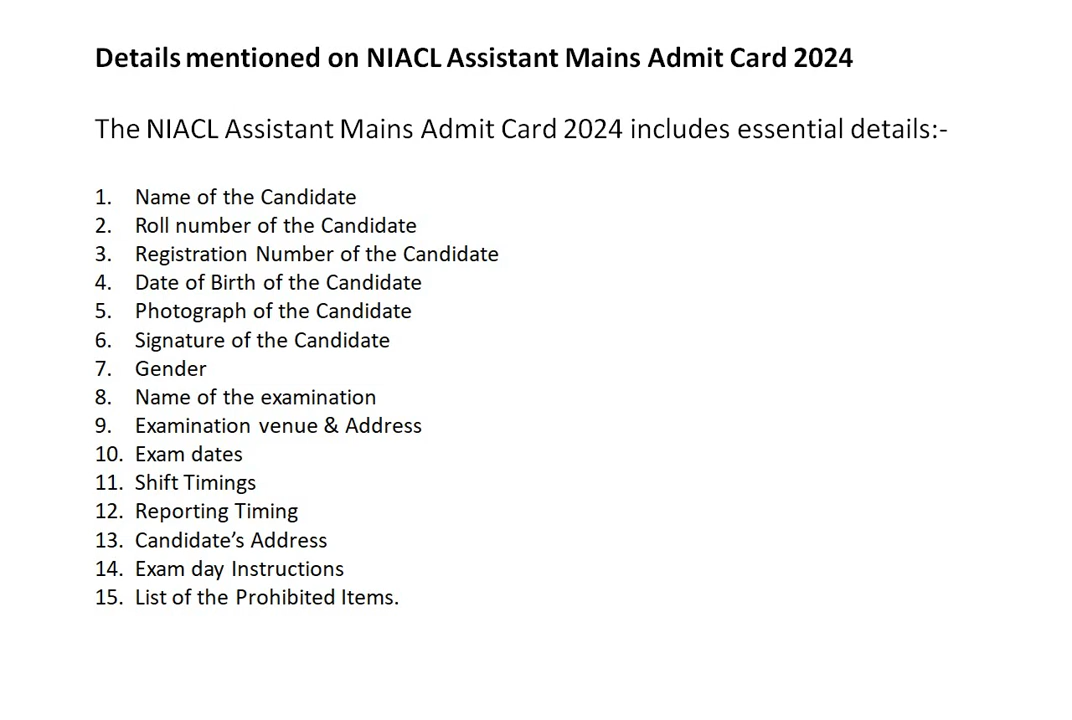 Details mentioned on NIACL Assistant Mains Admit Card 2024
The NIACL Assistant Mains Admit Card 2024 includes essential details:-
1. Name of the Candidate
2. Roll number of the Candidate
3. Registration Number of the Candidate
4. Date of Birth of the Candidate
5. Photograph of the Candidate
6. Signature of the Candidate
7. Gender
8. Name of the examination
9. Examination venue & Address
10. Exam dates
11. Shift Timings
12. Reporting Timing
13. Candidate’s Address
14. Exam day Instructions
15. List of the Prohibited Items.